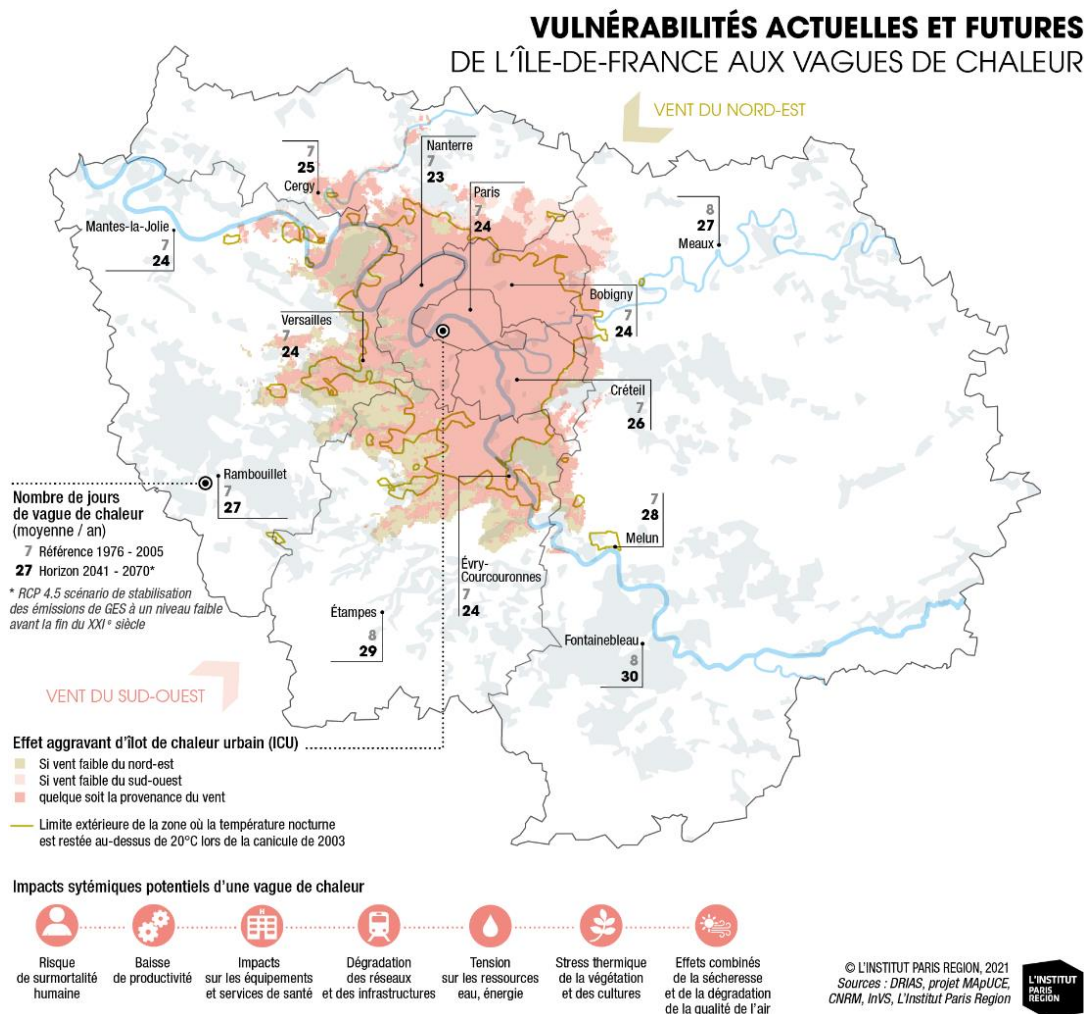 VULNÉRABILITÉS ACTUELLES ET FUTURES
DE L'ÎLE-DE-FRANCE AUX VAGUES DE CHALEUR
VENT DU NORD-EST
7
25
Cergy
Nanterre
7
23
Paris
7
24
8
27
Meaux
Mantes-la-Jolie
7
24
Bobigny
7
24
Versailles
7
24
Créteil
7
26
Rambouillet
7
27
7
28
Melun
Évry-
Courcouronnes
7
24
Étampes
8
29
Fontainebleau
8
30
Nombre de jours
de vague de chaleur
(moyenne / an)
7 Référence 1976 - 2005
27 Horizon 2041 - 2070*
* RCP 4.5 scénario de stabilisation
des émissions de GES à un niveau faible
avant la fin du XXIe siècle
VENT DU SUD-OUEST
Effet aggravant d'îlot de chaleur urbain (ICU)
Si vent faible du nord-est
Si vent faible du sud-ouest
quelque soit la provenance du vent
Limite extérieure de la zone où la température nocturne
est restée au-dessus de 20°C lors de la canicule de 2003
Impacts sytémiques potentiels d'une vague de chaleur
H
Risque
de surmortalité
humaine
Baisse
de productivité
Impacts
sur les équipements
et services de santé
Dégradation
des réseaux
et des infrastructures
Tension
sur les ressources
eau, énergie
Stress thermique
de la végétation
et des cultures
Effets combinés
de la sécheresse
et de la dégradation
de la qualité de l'air
© L'INSTITUT PARIS REGION, 2021
Sources : DRIAS, projet MApUCE,
CNRM, InVS, L'Institut Paris Region
L'INSTITUT
PARIS
REGION